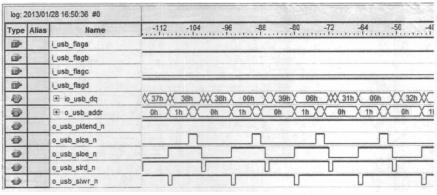 log: 2013/01/28 16:50:36 #0
Type Alias Name -112 -104 -96 -88 -80 -72 -64 -56
i_usb_flaga
i_usb_flagb
i_usb_flagc
i_usb_flagd
io_usb_dq 37h 38h 38h 00h 39h 06h 31h 00h 32h
o_usb_addr 0h 1h 0h 1h 0h 1h 0h 1h 0h
o_usb_pktend_n
o_usb_slcs_n
o_usb_sloe_n
o_usb_slrd_n
o_usb_slwr_n